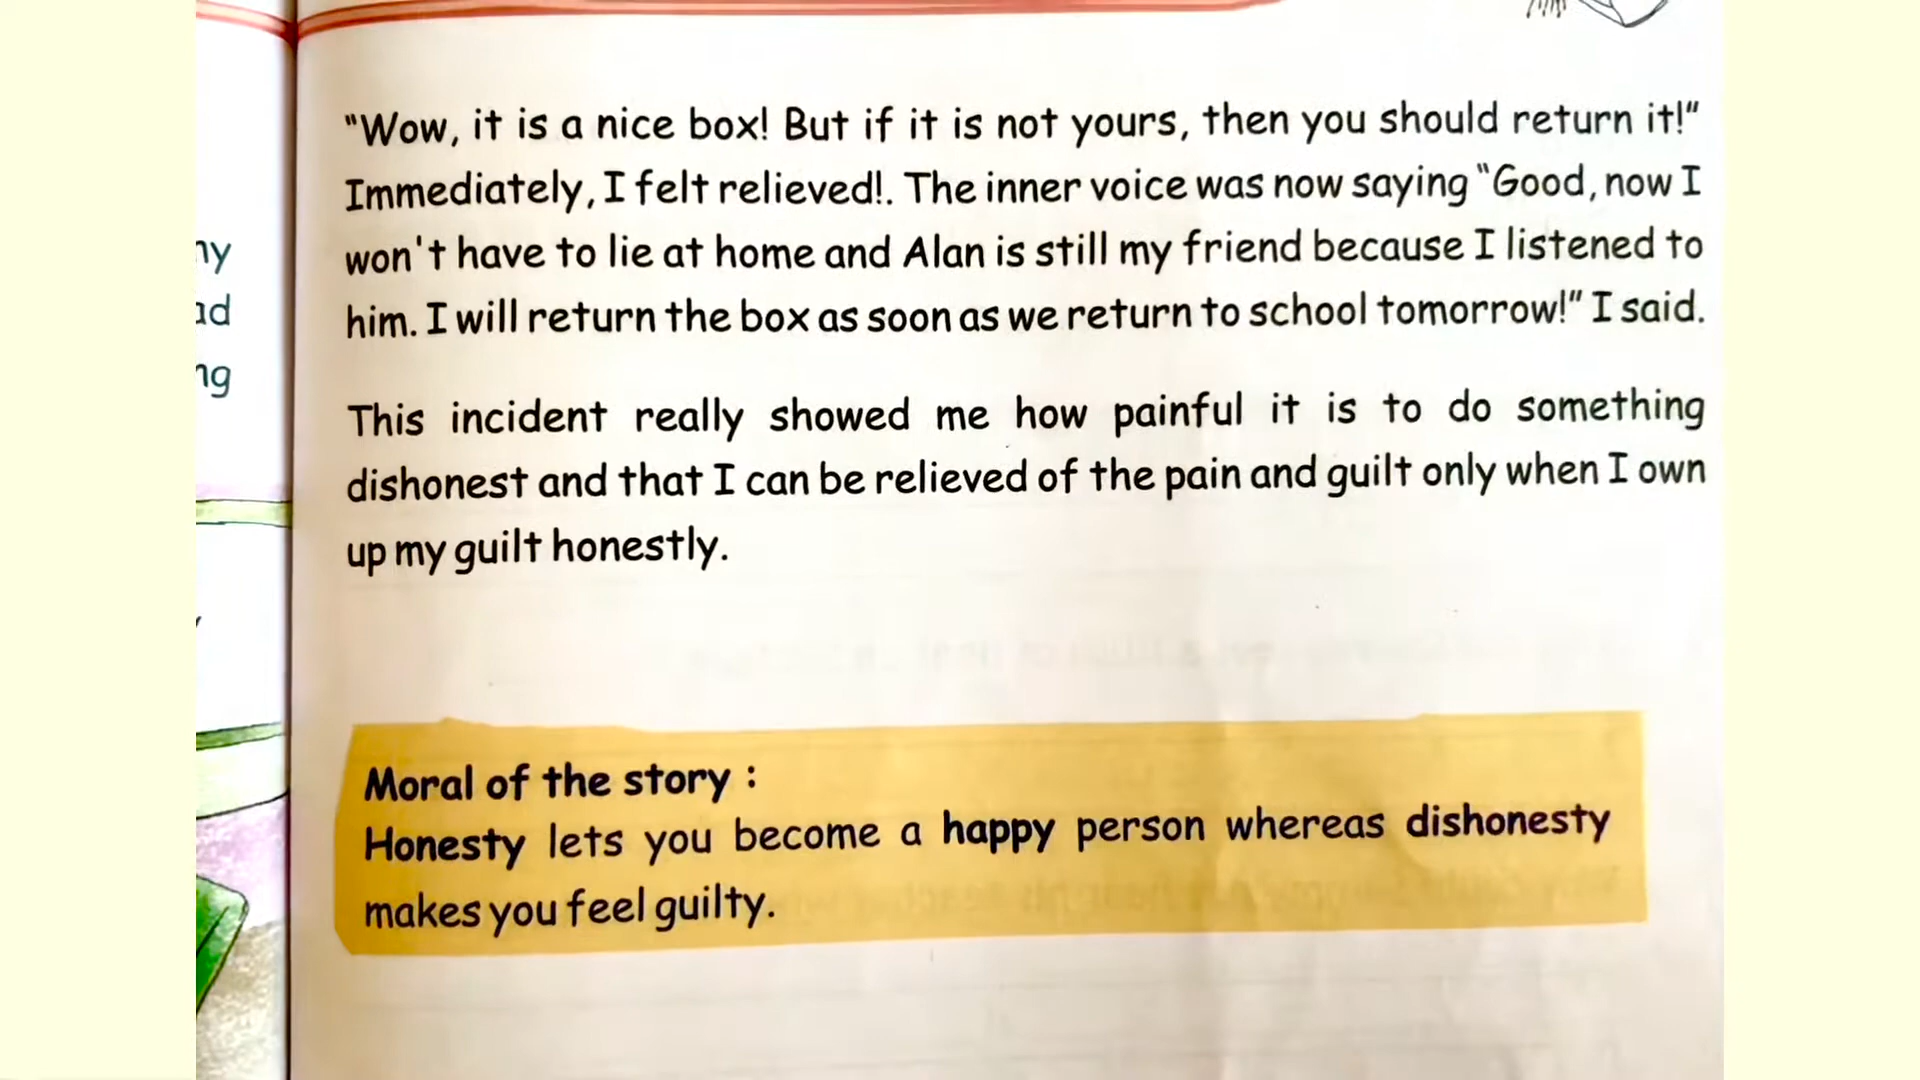 "Wow, it is a nice box! But if it is not yours, then you should return it!"
Immediately, I felt relieved!. The inner voice was now saying "Good, now I
won't have to lie at home and Alan is still my friend because I listened to
him. I will return the box as soon as we return to school tomorrow!" I said.
This incident really showed me how painful it is to do something
dishonest and that I can be relieved of the pain and guilt only when I own
up my guilt honestly.
Moral of the story :
Honesty lets you become a happy person whereas dishonesty
makes you feel guilty.